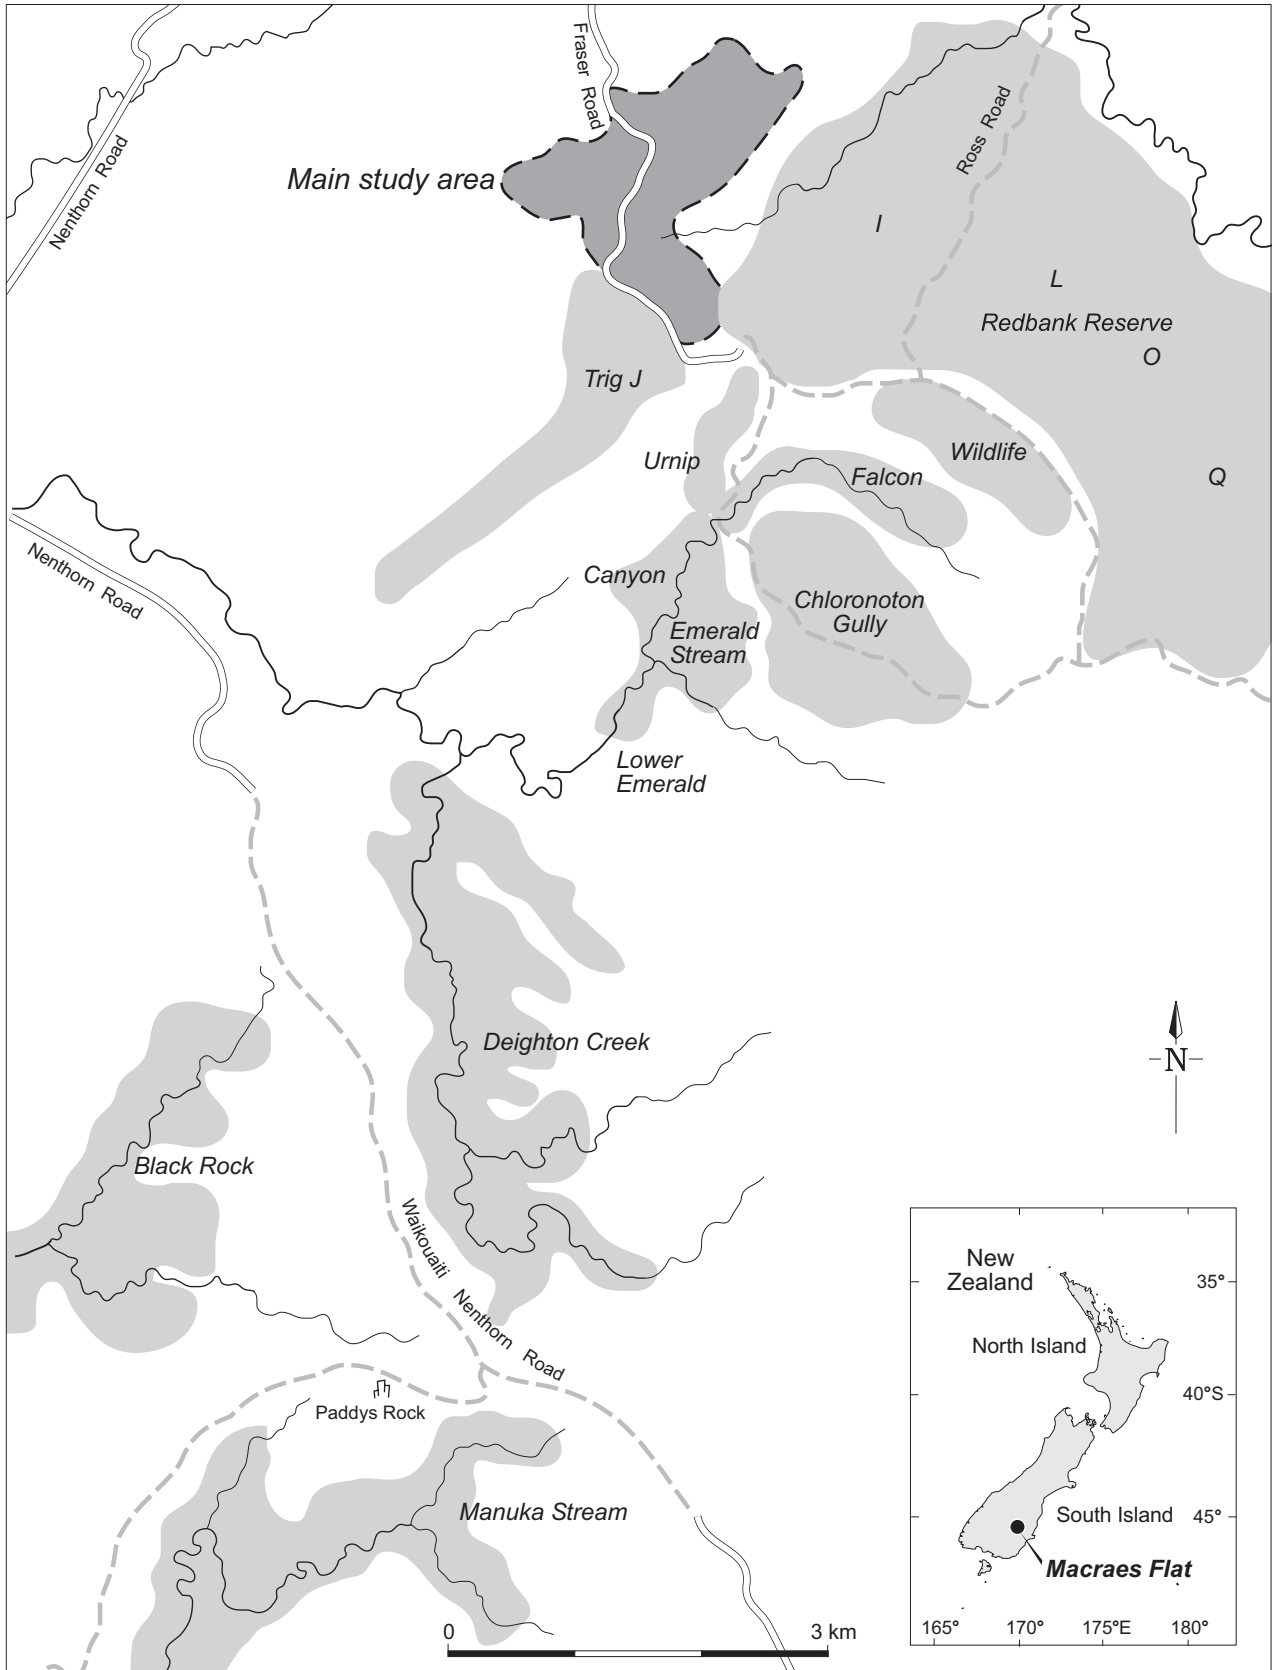 Fraser Road
Ross Road
Nenthorn Road
Main study area
I
L
Redbank Reserve
O
Trig J
Urnip
Wildlife
Falcon
Q
Nenthorn Road
Canyon
Chloronoton
Gully
Emerald
Stream
Lower
Emerald
Deighton Creek
N
Black Rock
Waikouaiti Nenthorn Road
Paddys Rock
Manuka Stream
0 3 km
New
Zealand
35°
North Island
40°S
South Island
45°
Macraes Flat
165° 170° 175°E 180°